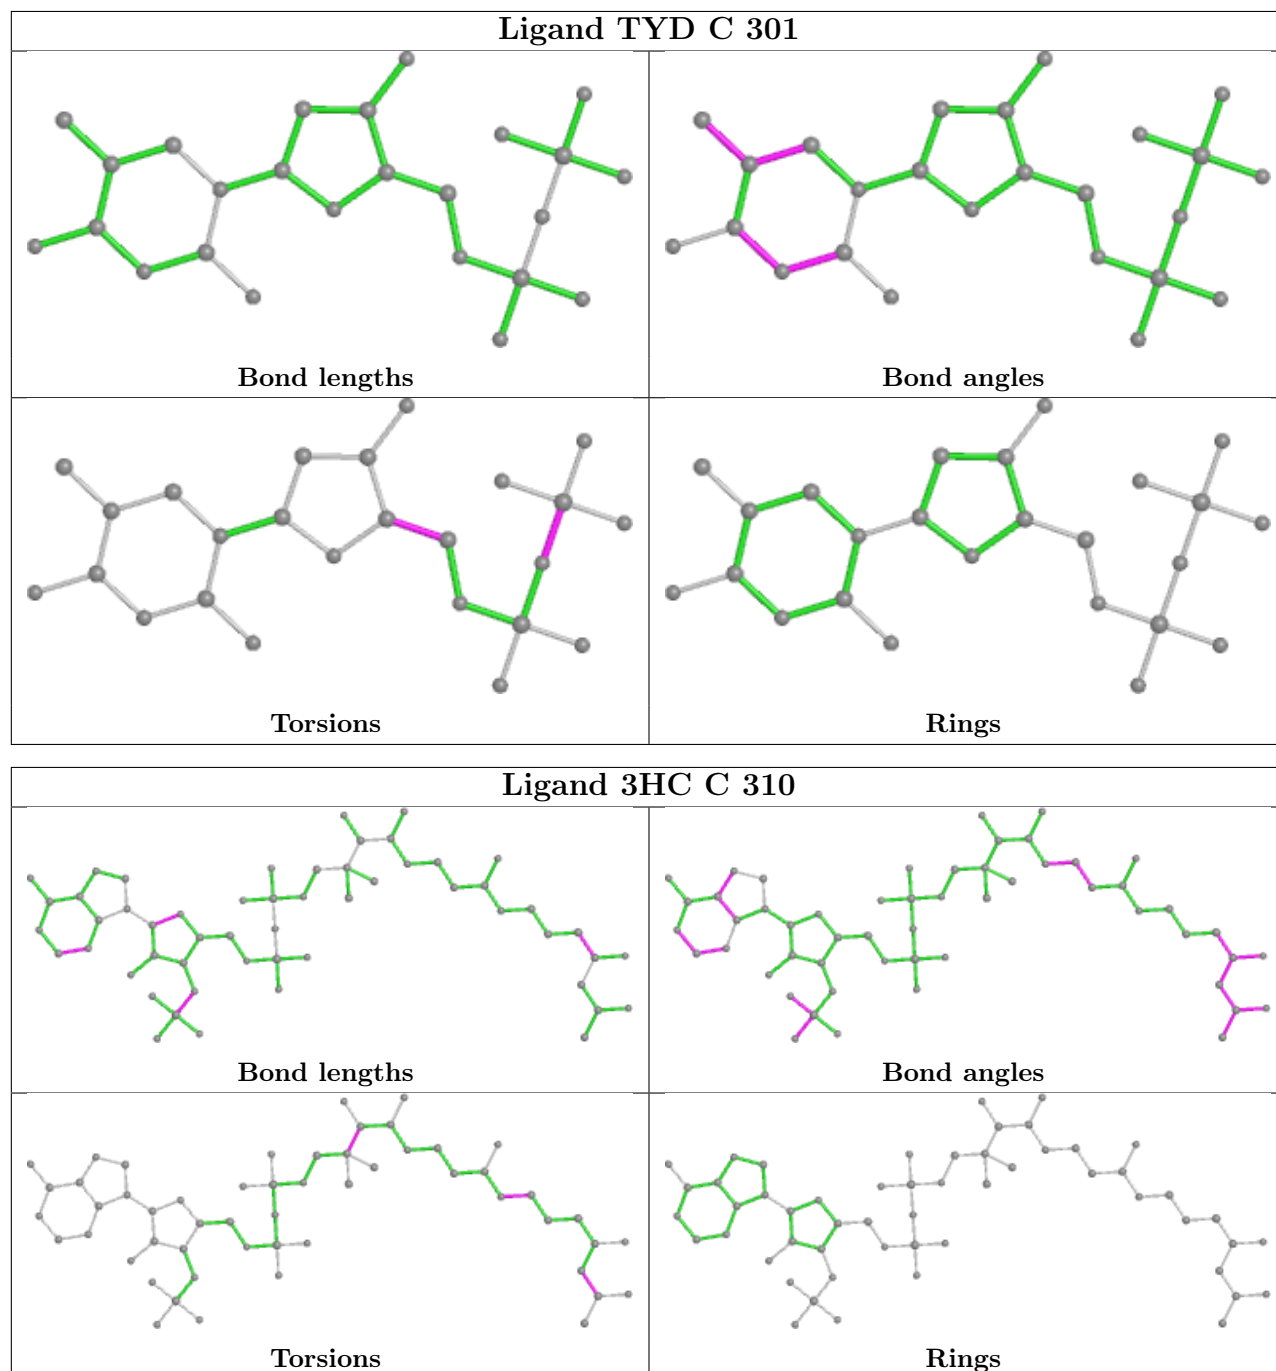 Ligand TYD C 301
Bond lengths
Bond angles
Torsions
Rings
Ligand 3HC C 310
Bond lengths
Bond angles
Torsions
Rings